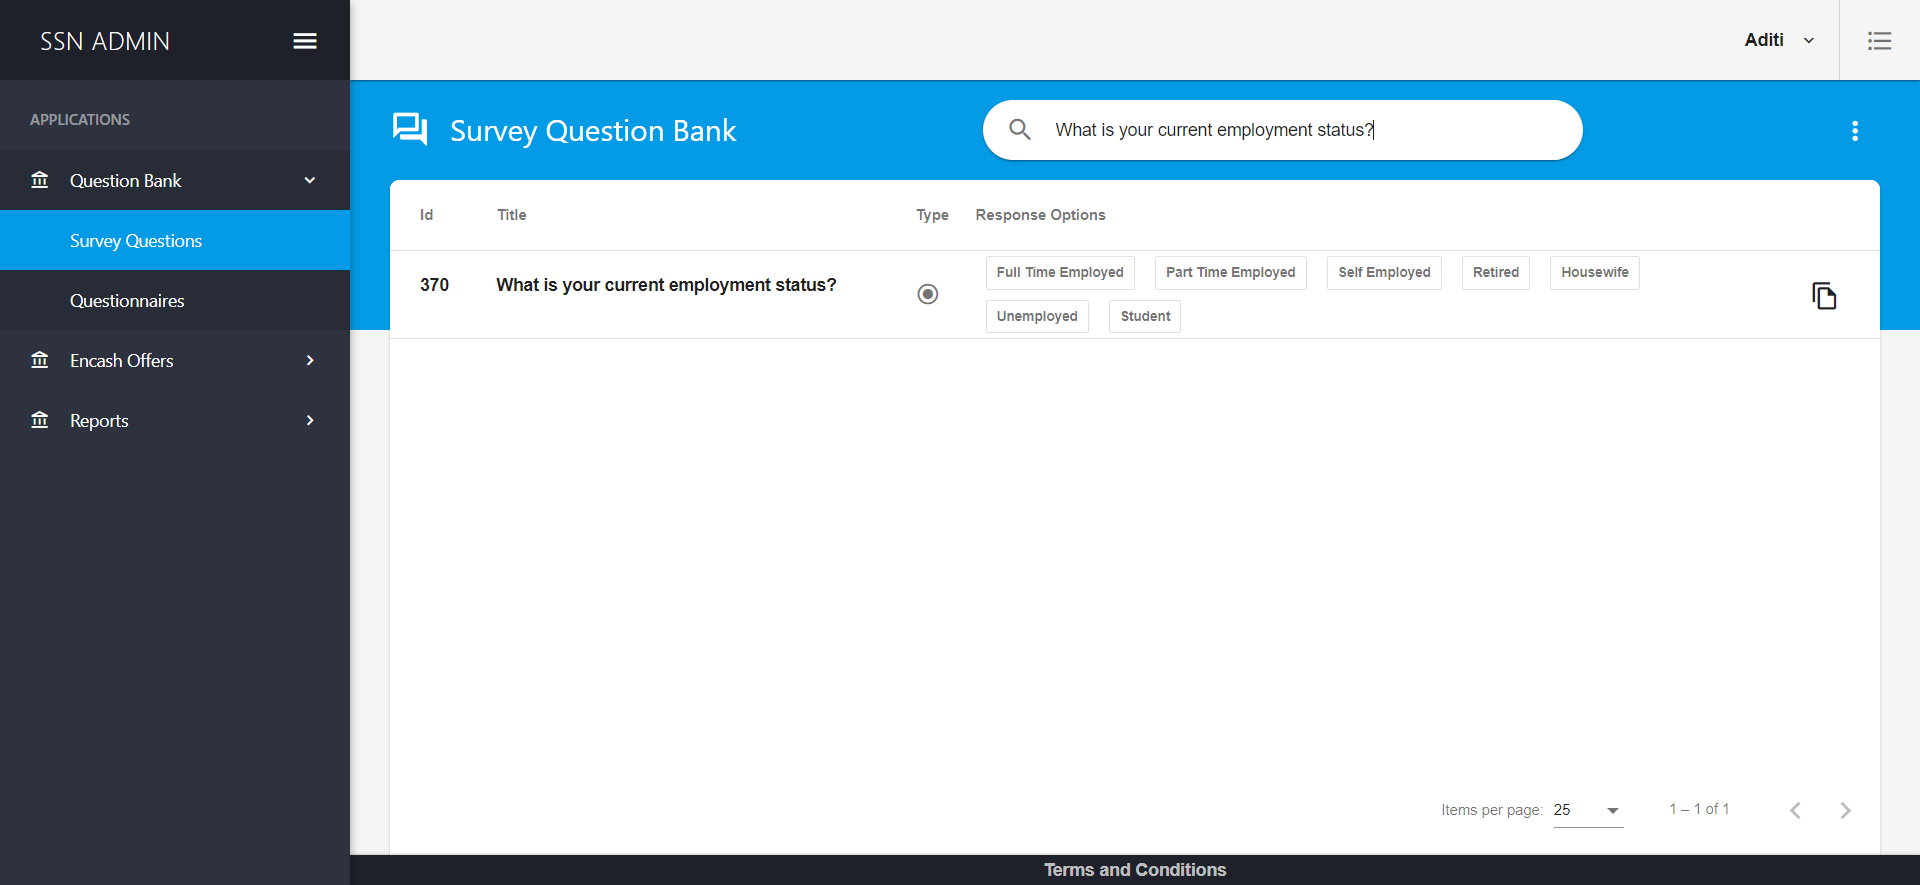 SSN ADMIN
Aditi
APPLICATIONS
Question Bank
Survey Questions
Questionnaires
Encash Offers
Reports
Survey Question Bank
What is your current employment status?
Id Title Type Response Options
370 What is your current employment status?
Full Time Employed Part Time Employed Self Employed Retired Housewife
Unemployed Student
Items per page: 25 1 – 1 of 1
Terms and Conditions